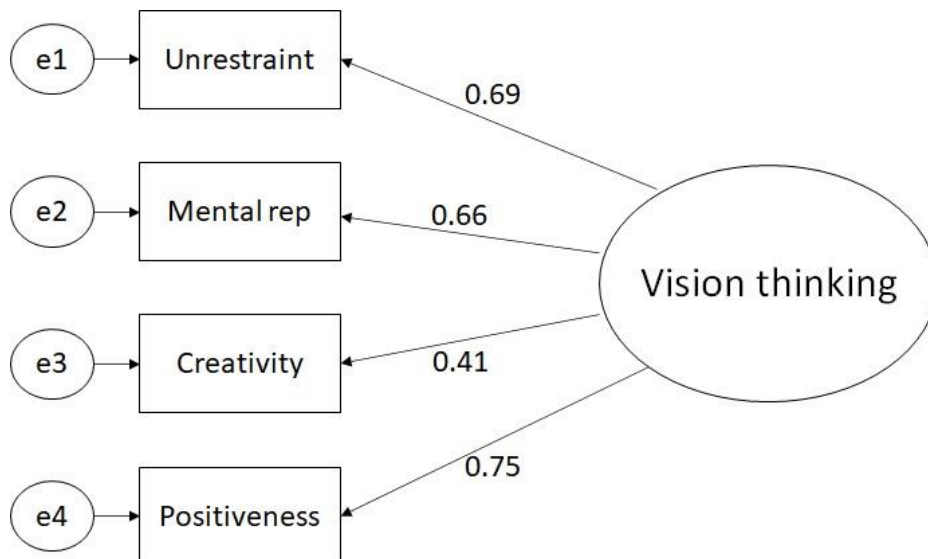 e1
Unrestraint
0.69
e2
Mental rep
0.66
Vision thinking
e3
Creativity
0.41
e4
Positiveness
0.75